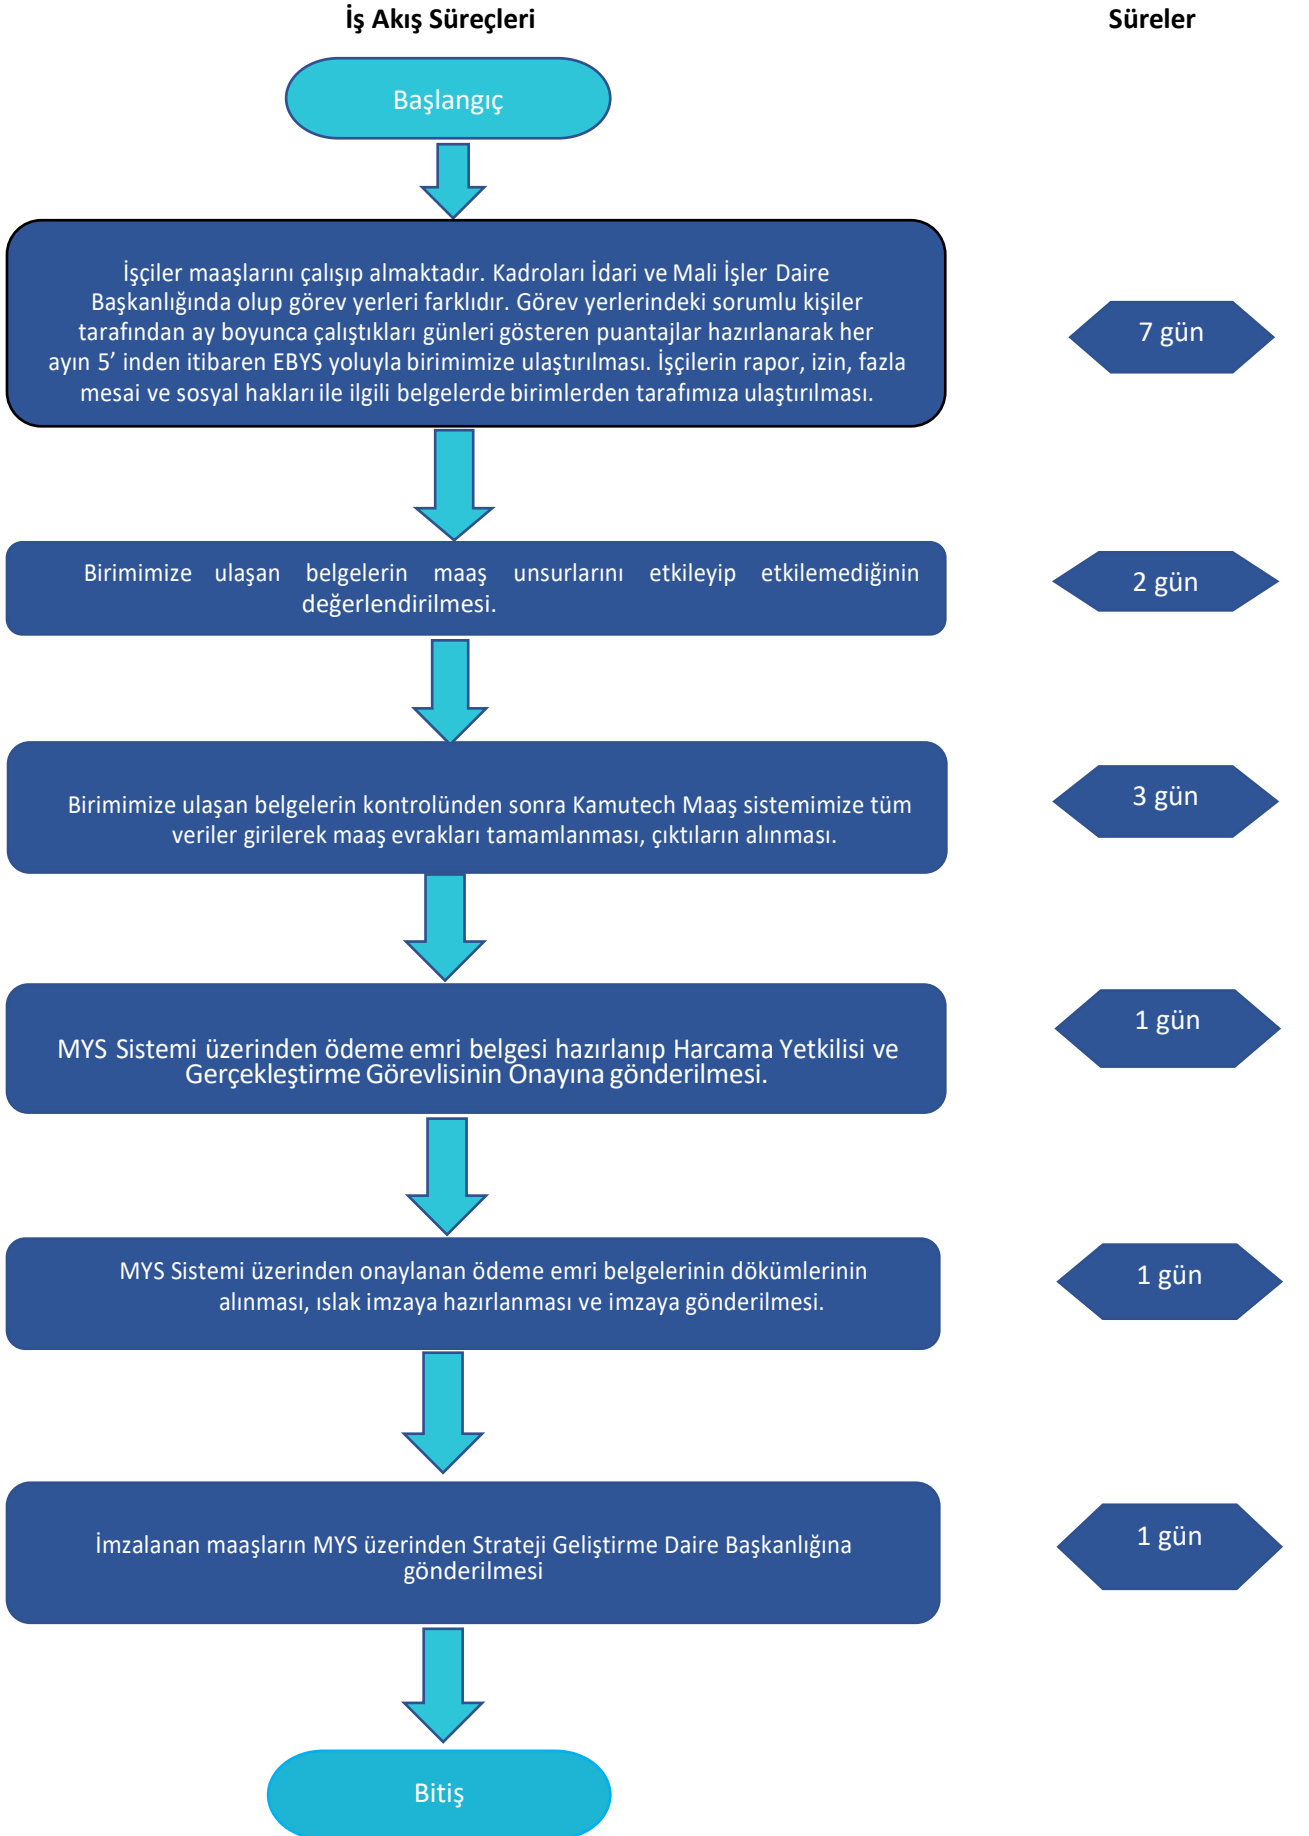 İş Akış Süreçleri
Süreler
Başlangıç
İşçiler maaşlarını çalışıp almaktadır. Kadroları İdari ve Mali İşler Daire
Başkanlığında olup görev yerleri farklıdır. Görev yerlerindeki sorumlu kişiler
tarafından ay boyunca çalıştıkları günleri gösteren puantajlar hazırlanarak her
ayın 5' inden itibaren EBYS yoluyla birimimize ulaştırılması. İşçilerin rapor, izin, fazla
mesai ve sosyal hakları ile ilgili belgelerde birimlerden tarafımıza ulaştırılması.
7 gün
Birimimize ulaşan belgelerin maaş unsurlarını etkileyip etkilemediğinin
değerlendirilmesi.
2 gün
Birimimize ulaşan belgelerin kontrolünden sonra Kamutech Maaş sistemimize tüm
veriler girilerek maaş evrakları tamamlanması, çıktıların alınması.
3 gün
MYS Sistemi üzerinden ödeme emri belgesi hazırlanıp Harcama Yetkilisi ve
Gerçekleştirme Görevlisinin Onayına gönderilmesi.
1 gün
MYS Sistemi üzerinden onaylanan ödeme emri belgelerinin dökümlerinin
alınması, ıslak imzaya hazırlanması ve imzaya gönderilmesi.
1 gün
İmzalanan maaşların MYS üzerinden Strateji Geliştirme Daire Başkanlığına
gönderilmesi
1 gün
Bitiş